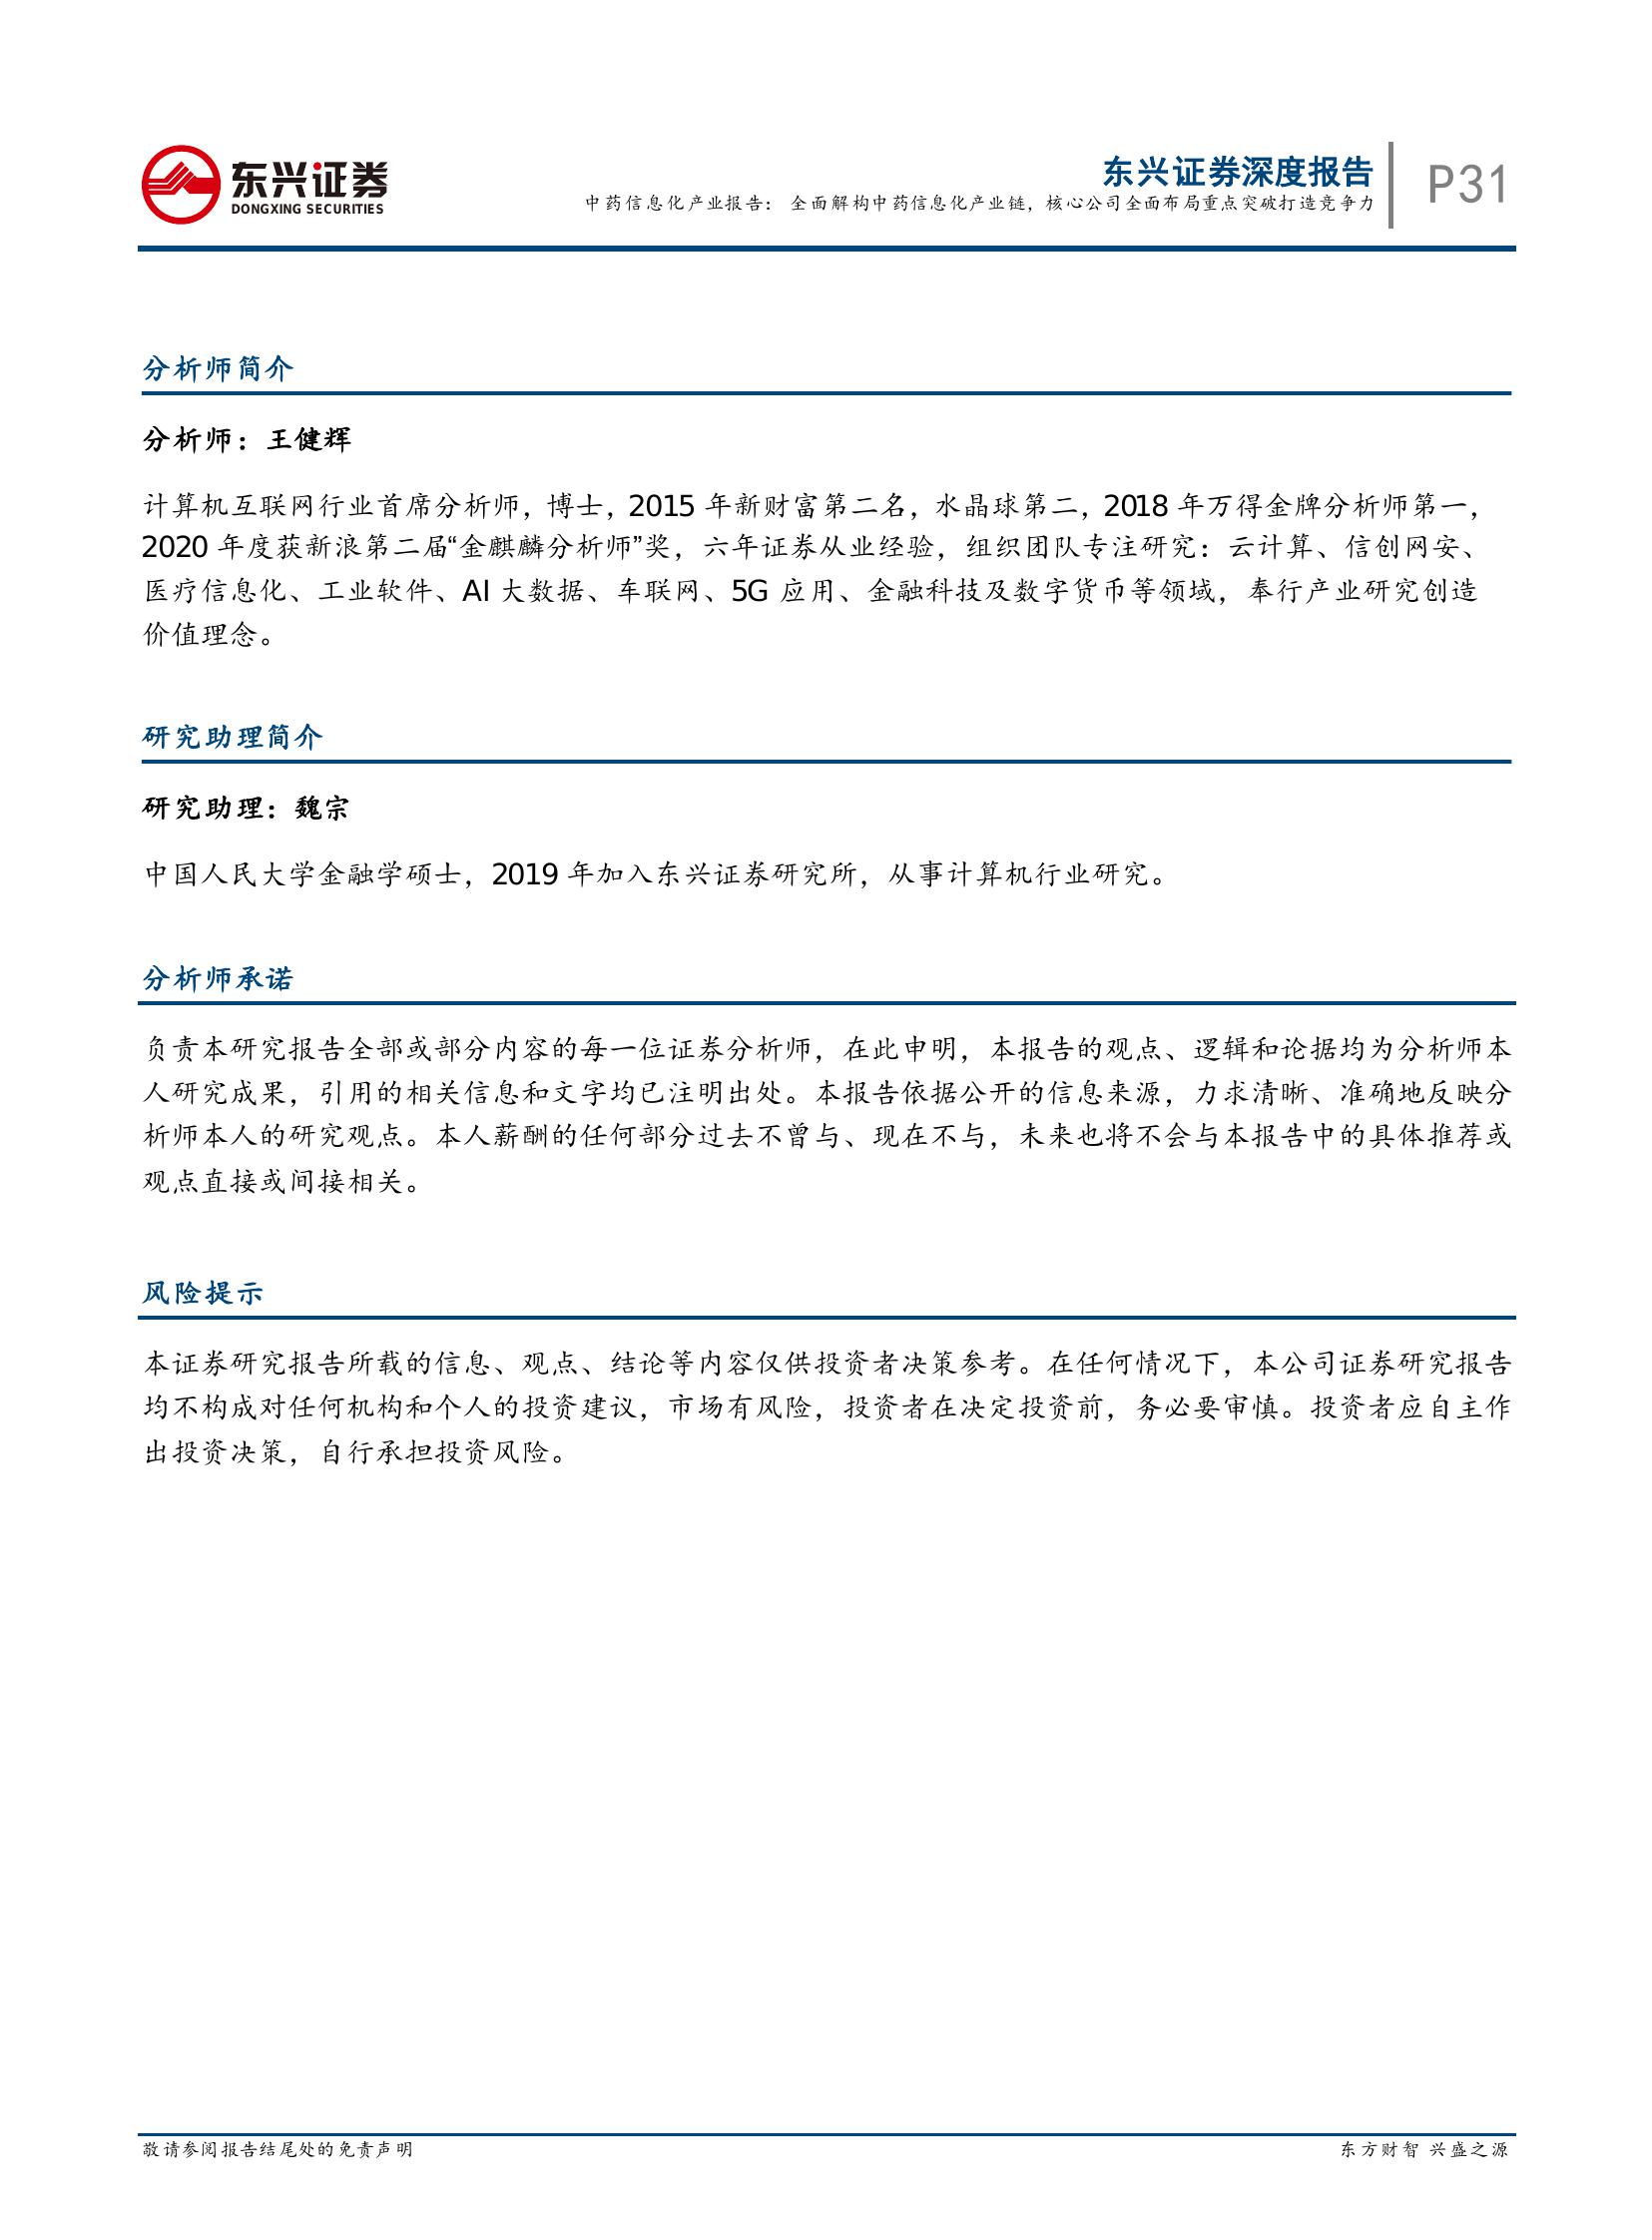 东兴证券
DONGXING SECURITIES
东兴证券深度报告
中药信息化产业报告： 全面解构中药信息化产业链，核心公司全面布局重点突破打造竞争力
P31
分析师简介
分析师：王健辉
计算机互联网行业首席分析师，博士，2015 年新财富第二名，水晶球第二，2018 年万得金牌分析师第一，
2020 年度获新浪第二届“金麒麟分析师”奖，六年证券从业经验，组织团队专注研究：云计算、信创网安、
医疗信息化、工业软件、AI 大数据、车联网、5G 应用、金融科技及数字货币等领域，奉行产业研究创造
价值理念。
研究助理简介
研究助理：魏宗
中国人民大学金融学硕士，2019 年加入东兴证券研究所，从事计算机行业研究。
分析师承诺
负责本研究报告全部或部分内容的每一位证券分析师，在此申明，本报告的观点、逻辑和论据均为分析师本
人研究成果，引用的相关信息和文字均已注明出处。本报告依据公开的信息来源，力求清晰、准确地反映分
析师本人的研究观点。本人薪酬的任何部分过去不曾与、现在不与，未来也将不会与本报告中的具体推荐或
观点直接或间接相关。
风险提示
本证券研究报告所载的信息、观点、结论等内容仅供投资者决策参考。在任何情况下，本公司证券研究报告
均不构成对任何机构和个人的投资建议，市场有风险，投资者在决定投资前，务必要审慎。投资者应自主作
出投资决策，自行承担投资风险。
敬请参阅报告结尾处的免责声明
东方财智 兴盛之源